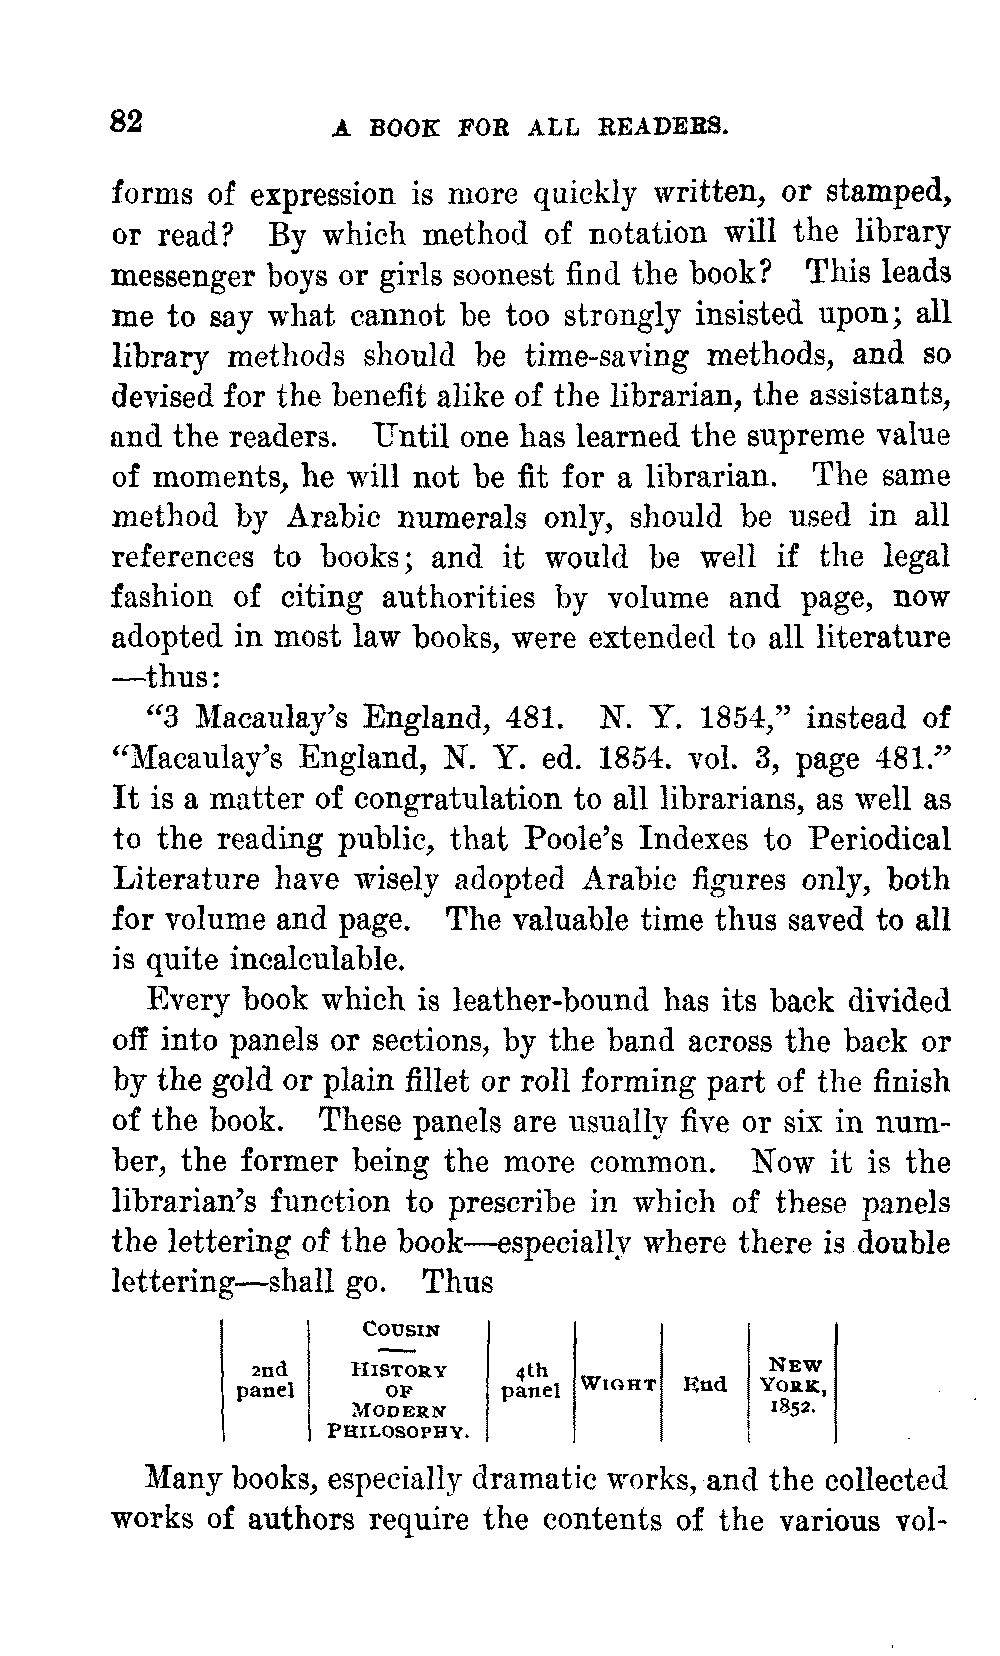 82
A BOOK FOR ALL READERS.
forms of expression is more quickly written, or stamped,
or read? By which method of notation will the library
messenger boys or girls soonest find the book? This leads
me to say what cannot be too strongly insisted upon; all
library methods should be time-saving methods, and so
devised for the benefit alike of the librarian, the assistants,
and the readers. Until one has learned the supreme value
of moments, he will not be fit for a librarian. The same
method by Arabic numerals only, should be used in all
references to books; and it would be well if the legal
fashion of citing authorities by volume and page, now
adopted in most law books, were extended to all literature
—thus:
“3 Macaulay’s England, 481. N. Y. 1854,” instead of
“Macaulay’s England, N. Y. ed. 1854. vol. 3, page 481.”
It is a matter of congratulation to all librarians, as well as
to the reading public, that Poole’s Indexes to Periodical
Literature have wisely adopted Arabic figures only, both
for volume and page. The valuable time thus saved to all
is quite incalculable.
Every book which is leather-bound has its back divided
off into panels or sections, by the band across the back or
by the gold or plain fillet or roll forming part of the finish
of the book. These panels are usually five or six in num-
ber, the former being the more common. Now it is the
librarian’s function to prescribe in which of these panels
the lettering of the book—especially where there is double
lettering—shall go. Thus
2nd
panel
COUSIN
HISTORY
OF
MODERN
PHILOSOPHY.
4th
panel
WIGHT
End
NEW
YORK,
1852.
Many books, especially dramatic works, and the collected
works of authors require the contents of the various vol-